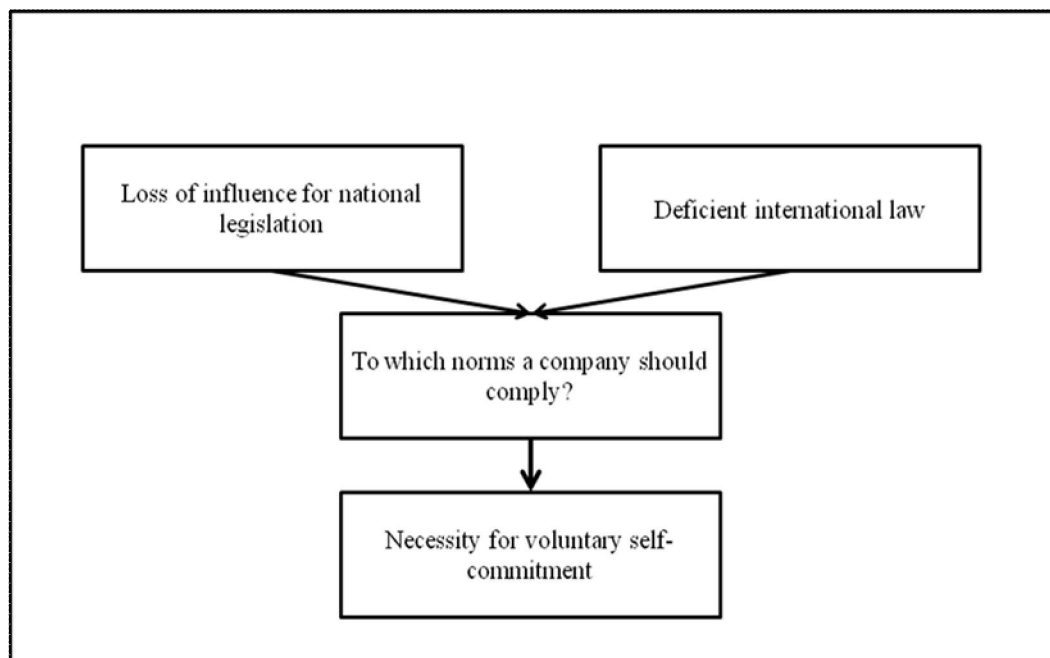 Loss of influence for national
legislation
Deficient international law
To which norms a company should
comply?
Necessity for voluntary self-
commitment